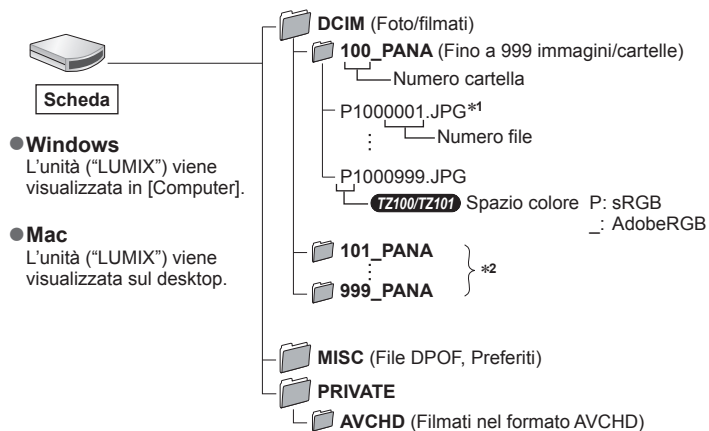 Scheda
●Windows
L'unità ("LUMIX") viene
visualizzata in [Computer].
●Mac
L'unità ("LUMIX") viene
visualizzata sul desktop.
DCIM (Foto/filmati)
100_PANA (Fino a 999 immagini/cartelle)
Numero cartella
P1000001.JPG*1
Numero file
P1000999.JPG
TZ100/TZ101 Spazio colore P: sRGB
_: AdobeRGB
101_PANA
*2
999_PANA
MISC (File DPOF, Preferiti)
PRIVATE
AVCHD (Filmati nel formato AVCHD)